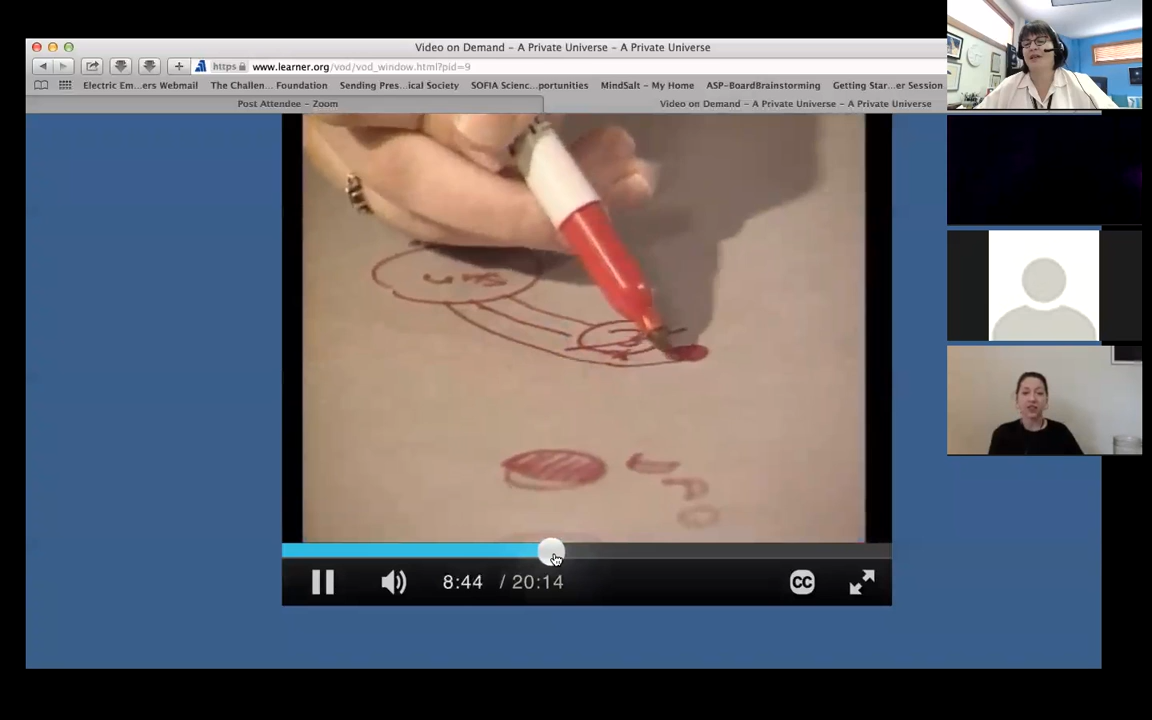 Video on Demand – A Private Universe – A Private Universe
https www.learner.org/vod/vod_window.html?pid=9
Electric Em...ers Webmail The Challen... Foundation Sending Pres...ical Society SOFIA Scienc...portunities MindSalt – My Home ASP-BoardBrainstorming Getting Star...er Session
Post Attendee – Zoom Video on Demand – A Private Universe – A Private Universe
8:44 / 20:14 CC